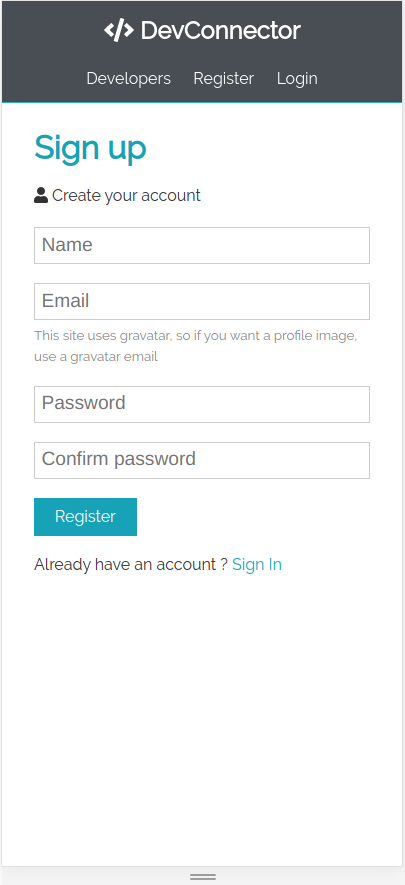 </> DevConnector
Developers Register Login
Sign up
Create your account
Name
Email
This site uses gravatar, so if you want a profile image,
use a gravatar email
Password
Confirm password
Register
Already have an account ? Sign In